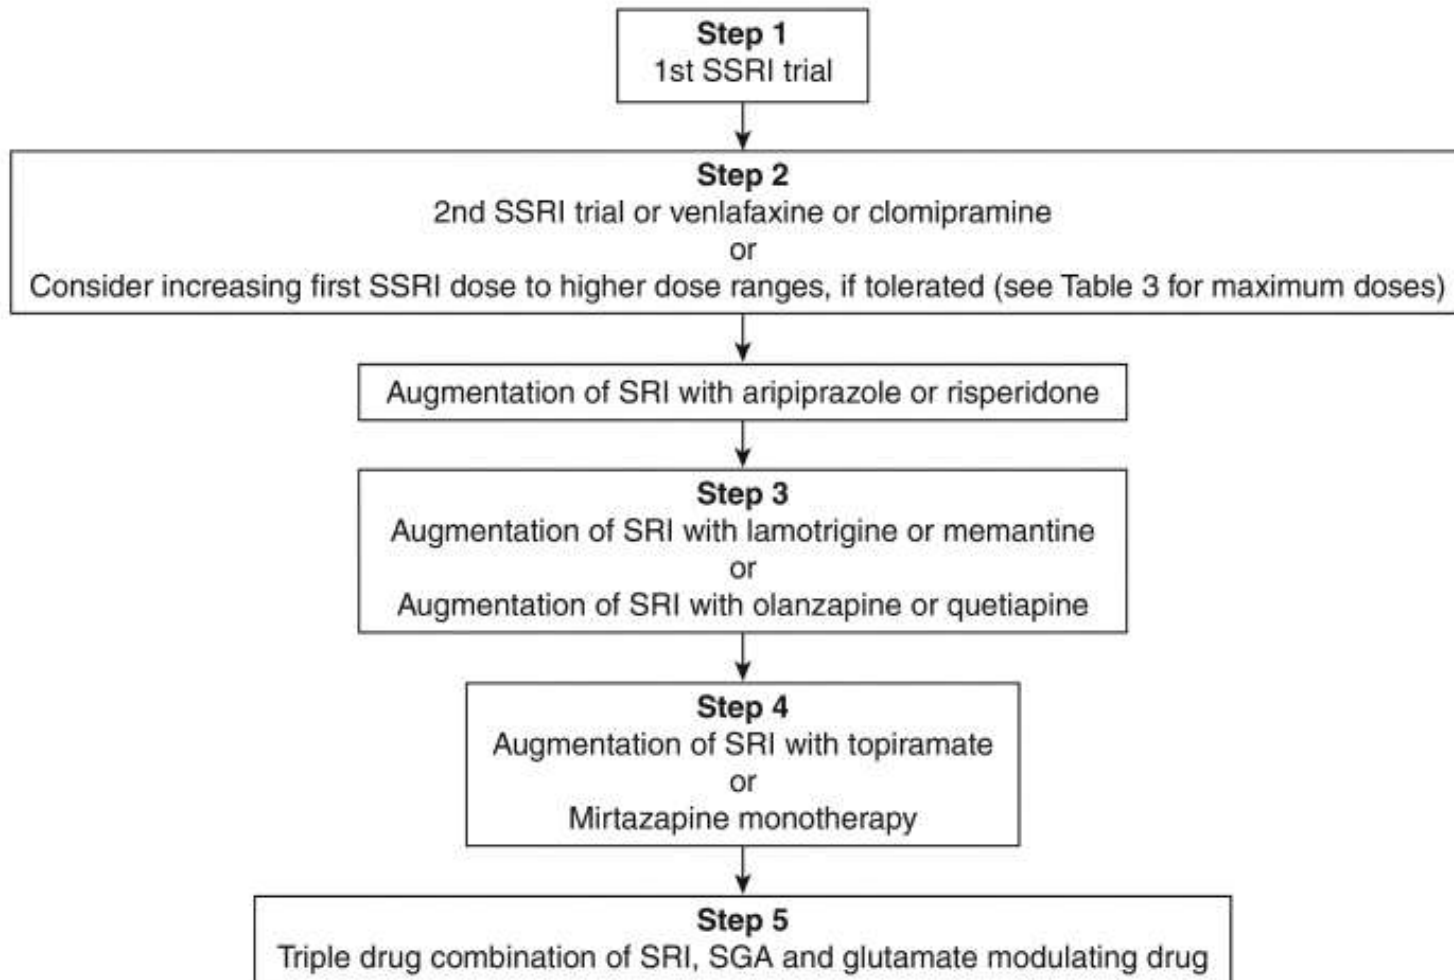 Step 1
1st SSRI trial
Step 2
2nd SSRI trial or venlafaxine or clomipramine
or
Consider increasing first SSRI dose to higher dose ranges, if tolerated (see Table 3 for maximum doses)
Augmentation of SRI with aripiprazole or risperidone
Step 3
Augmentation of SRI with lamotrigine or memantine
or
Augmentation of SRI with olanzapine or quetiapine
Step 4
Augmentation of SRI with topiramate
or
Mirtazapine monotherapy
Step 5
Triple drug combination of SRI, SGA and glutamate modulating drug